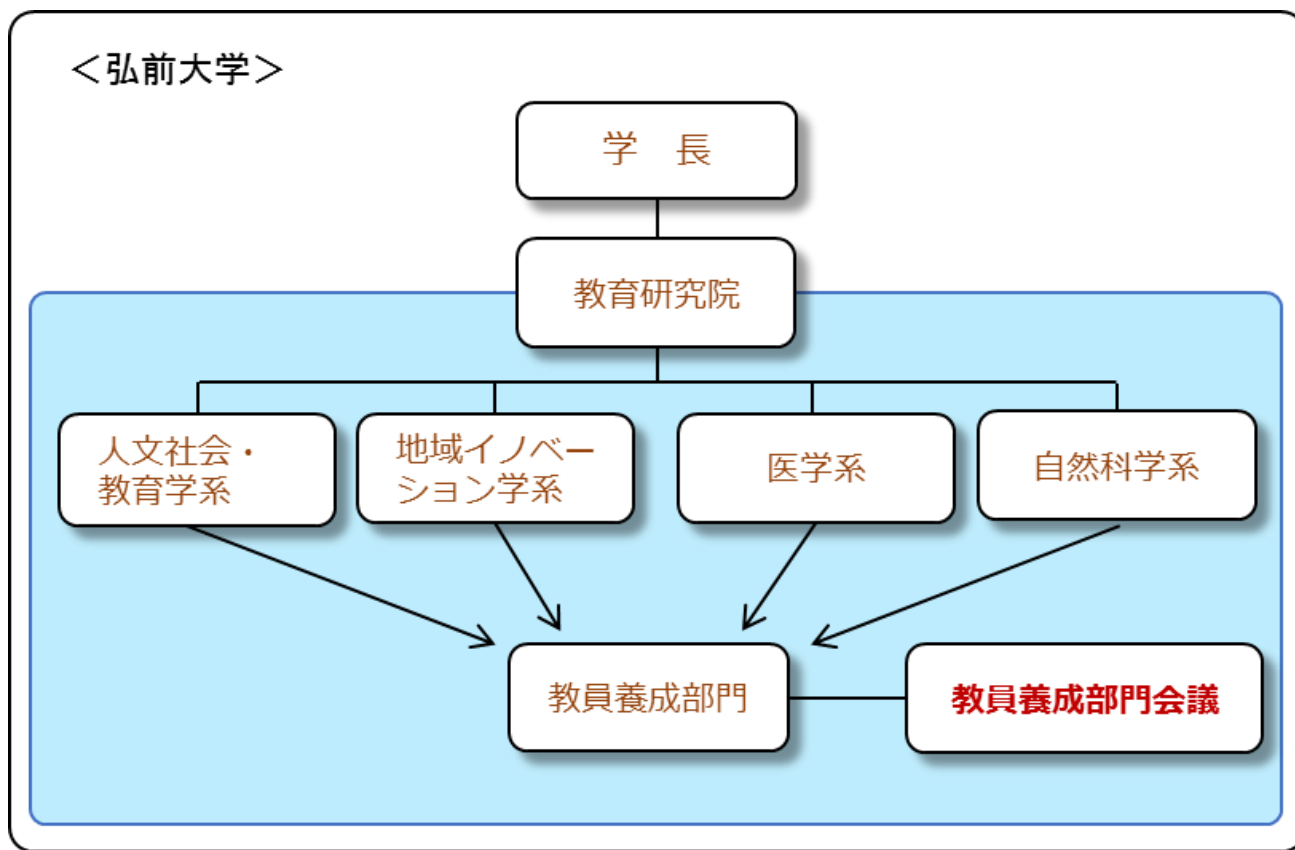 ＜弘前大学＞
学　長
教育研究院
人文社会・
教育学系
地域イノベー
ション学系
医学系
自然科学系
教員養成部門
教員養成部門会議